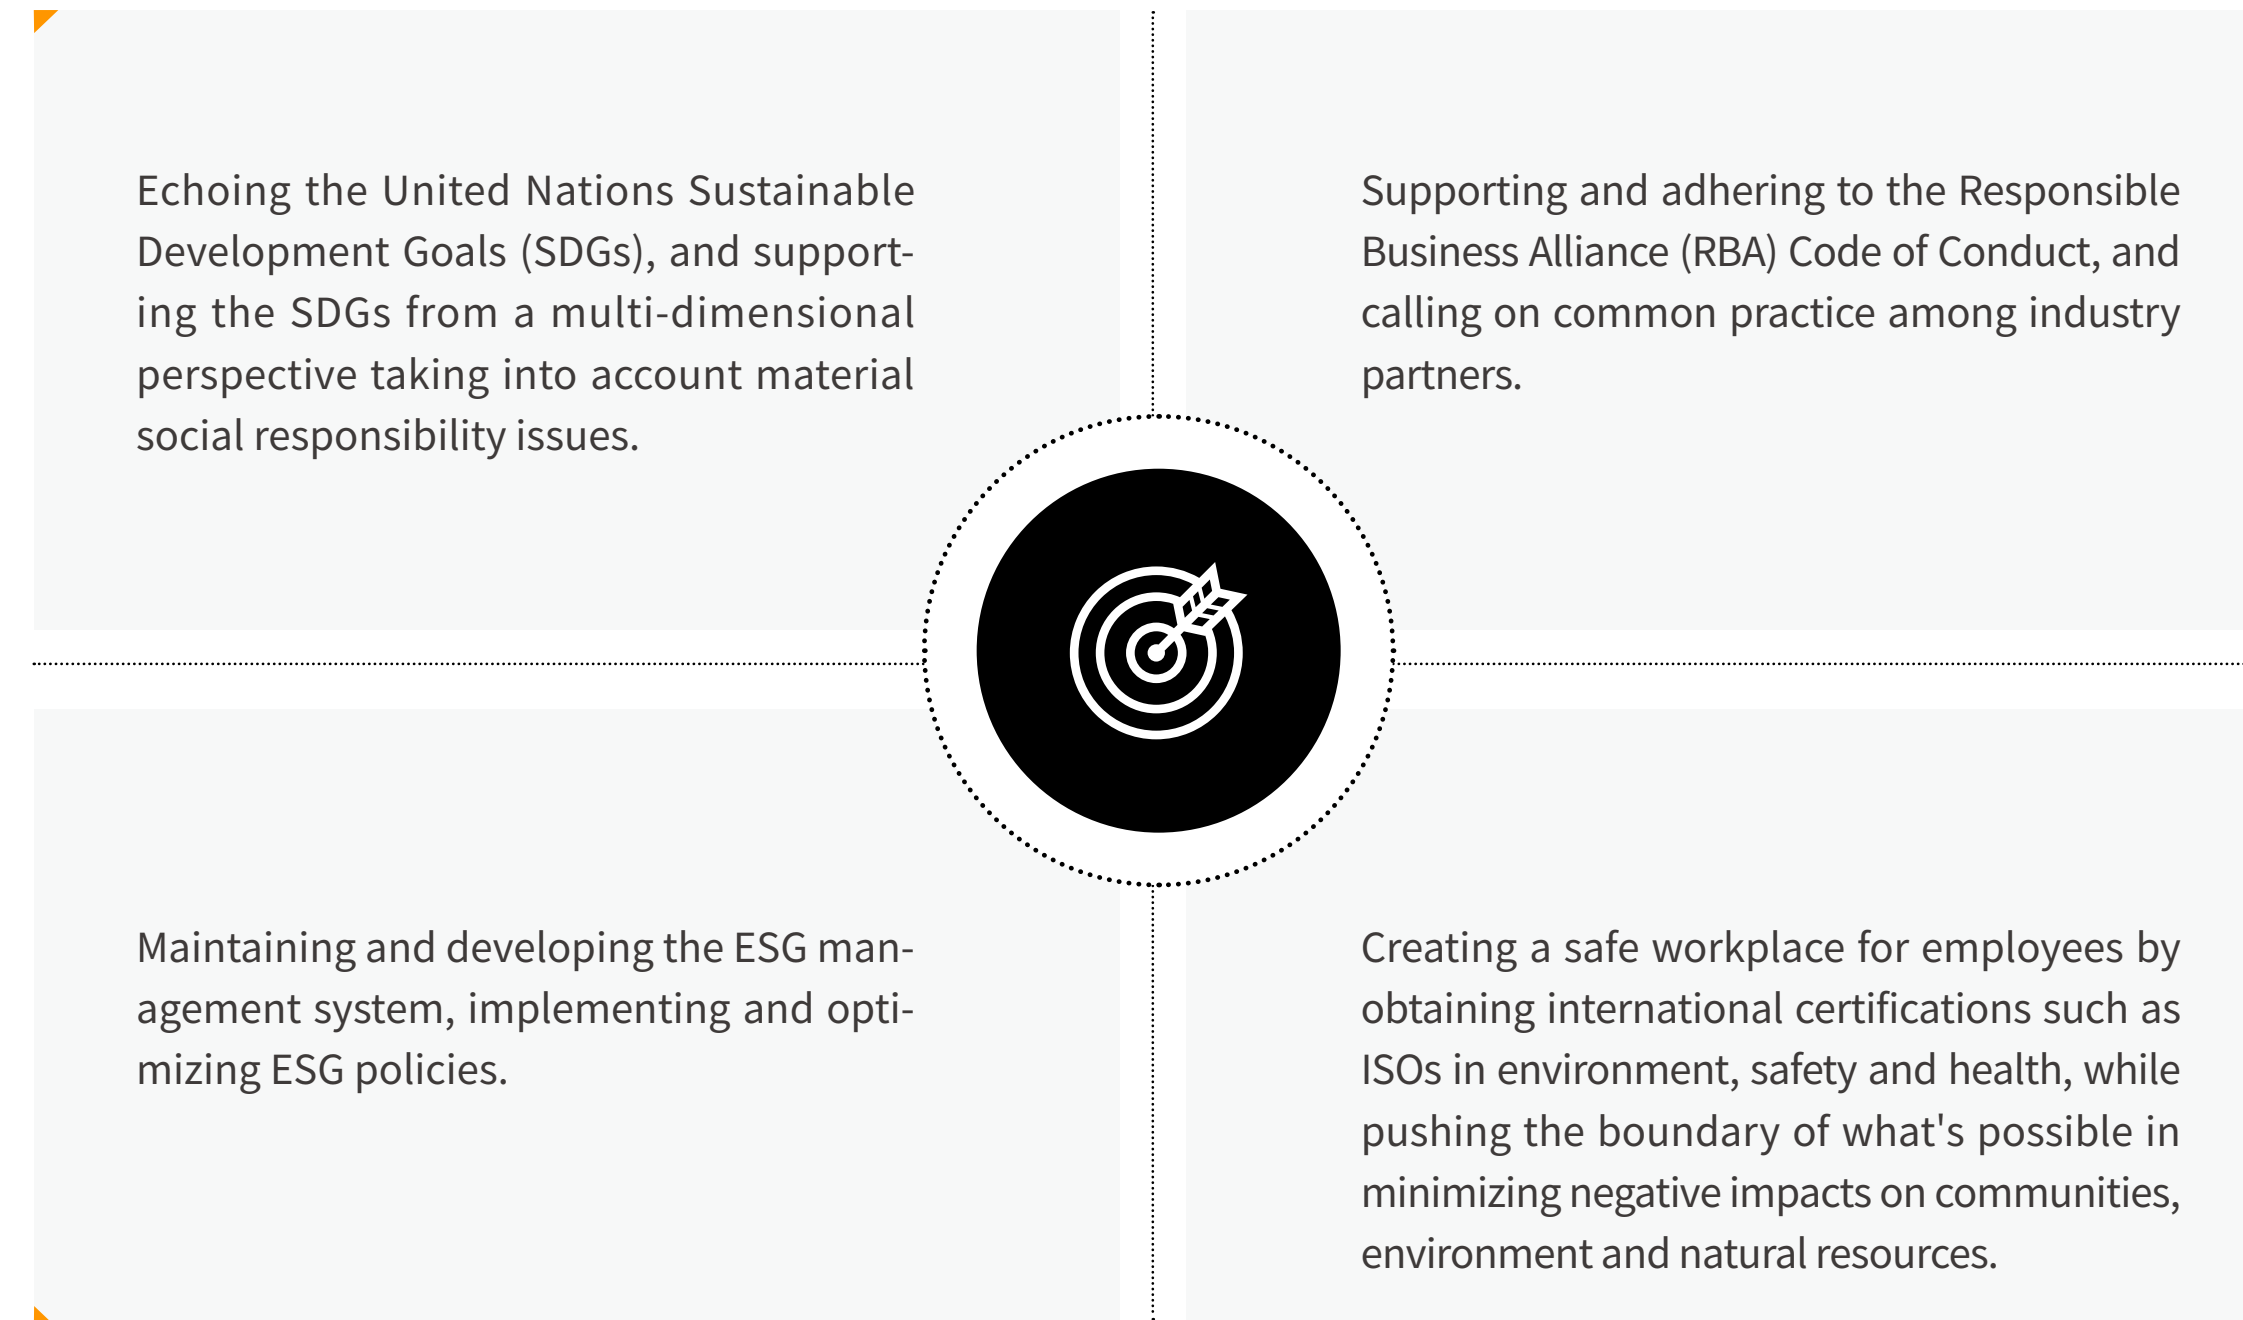 Echoing the United Nations Sustainable
Development Goals (SDGs), and support-
ing the SDGs from a multi-dimensional
perspective taking into account material
social responsibility issues.
Supporting and adhering to the Responsible
Business Alliance (RBA) Code of Conduct, and
calling on common practice among industry
partners.
Maintaining and developing the ESG man-
agement system, implementing and opti-
mizing ESG policies.
Creating a safe workplace for employees by
obtaining international certifications such as
ISOs in environment, safety and health, while
pushing the boundary of what's possible in
minimizing negative impacts on communities,
environment and natural resources.